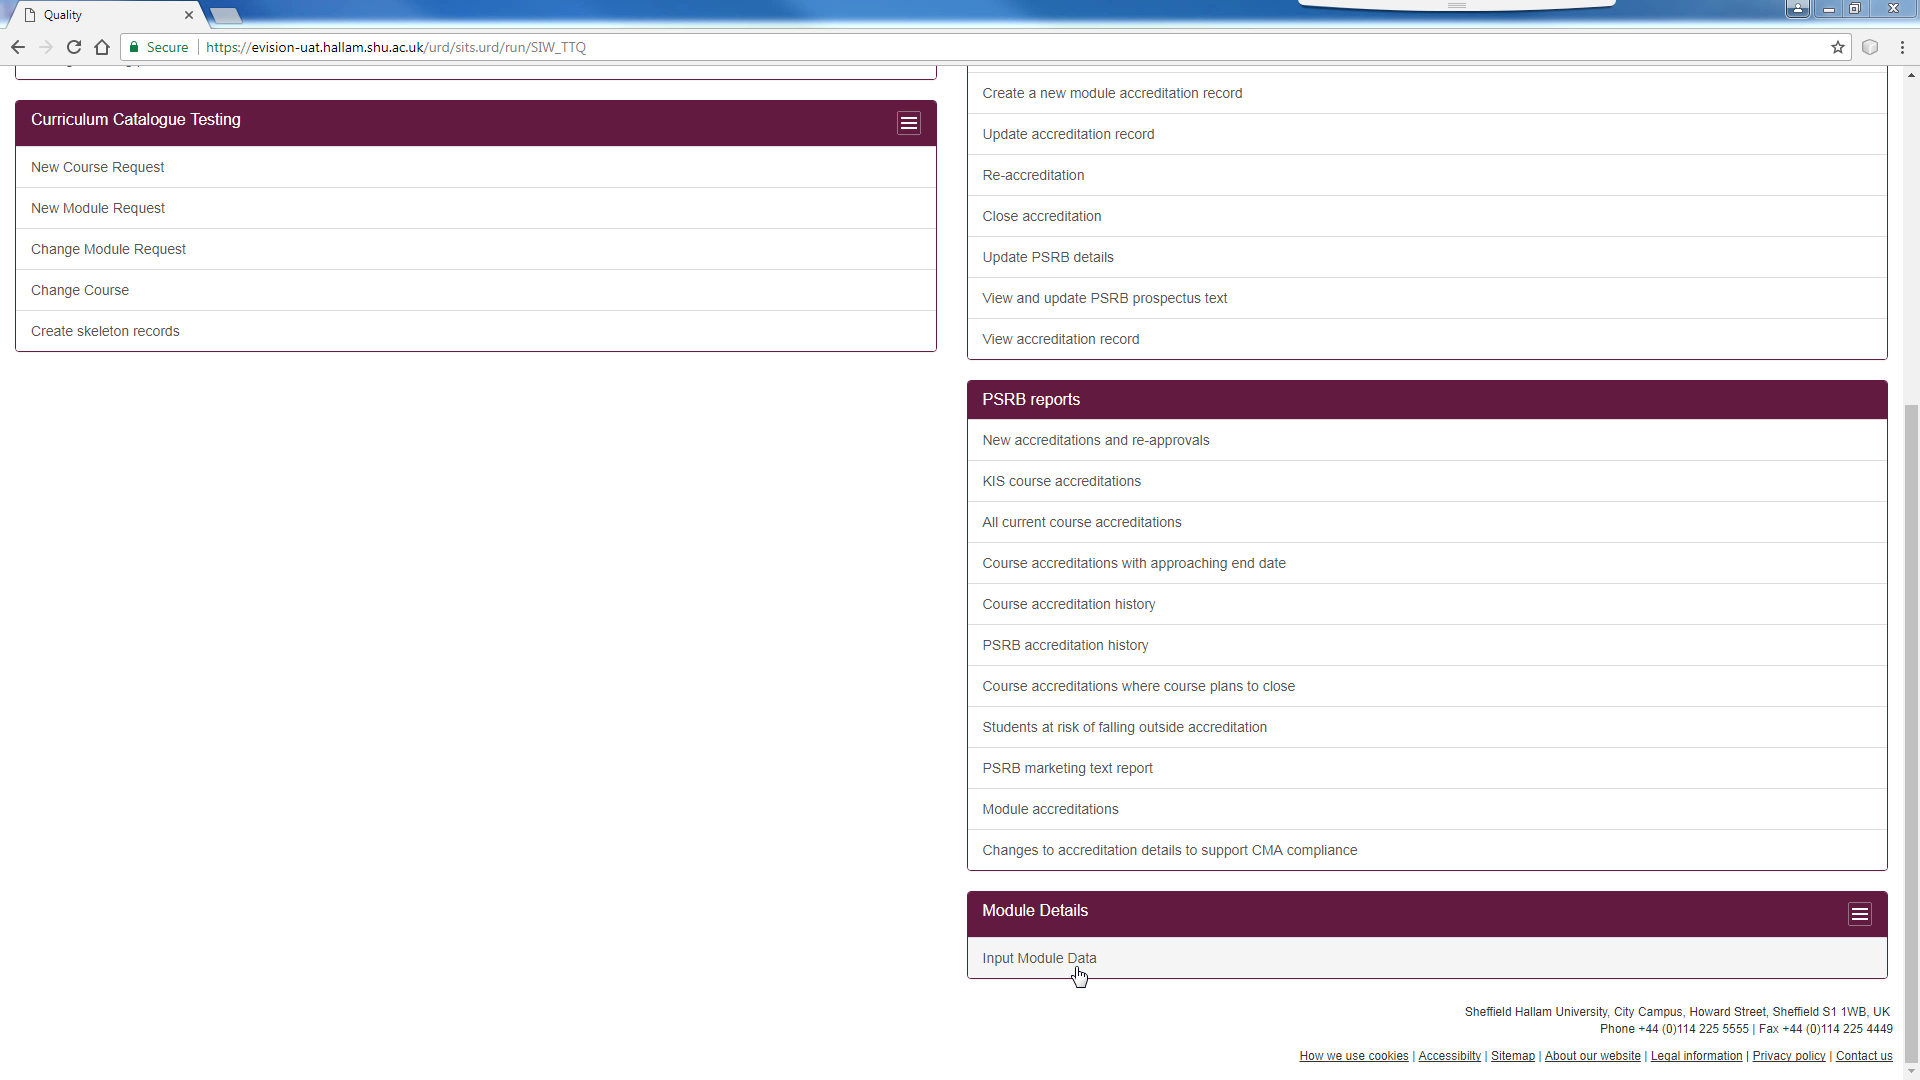 Quality
Secure
https://evision-uat.hallam.shu.ac.uk/urd/sits.urd/run/SIW_TTQ
Curriculum Catalogue Testing
New Course Request
New Module Request
Change Module Request
Change Course
Create skeleton records
Create a new module accreditation record
Update accreditation record
Re-accreditation
Close accreditation
Update PSRB details
View and update PSRB prospectus text
View accreditation record
PSRB reports
New accreditations and re-approvals
KIS course accreditations
All current course accreditations
Course accreditations with approaching end date
Course accreditation history
PSRB accreditation history
Course accreditations where course plans to close
Students at risk of falling outside accreditation
PSRB marketing text report
Module accreditations
Changes to accreditation details to support CMA compliance
Module Details
Input Module Data
Sheffield Hallam University, City Campus, Howard Street, Sheffield S1 1WB, UK
Phone +44 (0)114 225 5555 | Fax +44 (0)114 225 4449
How we use cookies | Accessibilty | Sitemap | About our website | Legal information | Privacy policy | Contact us